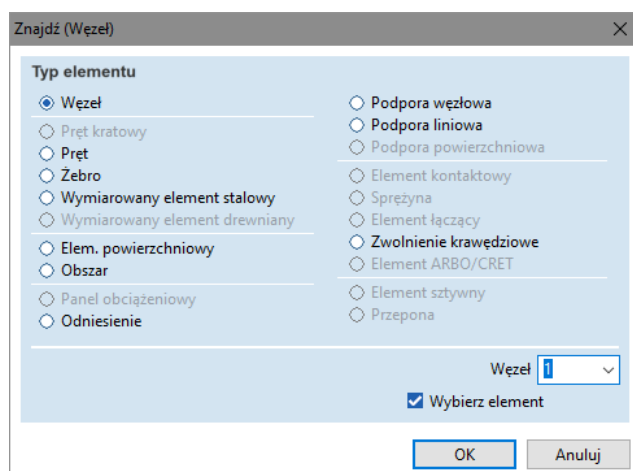 Znajdź (Węzeł)
Typ elementu
Węzeł
Pręt kratowy
Pręt
Żebro
Wymiarowany element stalowy
Wymiarowany element drewniany
Elem. powierzchniowy
Obszar
Panel obciążeniowy
Odniesienie
Podpora węzłowa
Podpora liniowa
Podpora powierzchniowa
Element kontaktowy
Sprężyna
Element łączący
Zwolnienie krawędziowe
Element ARBO/CRET
Element sztywny
Przepona
Węzeł 1
Wybierz element
OK Anuluj